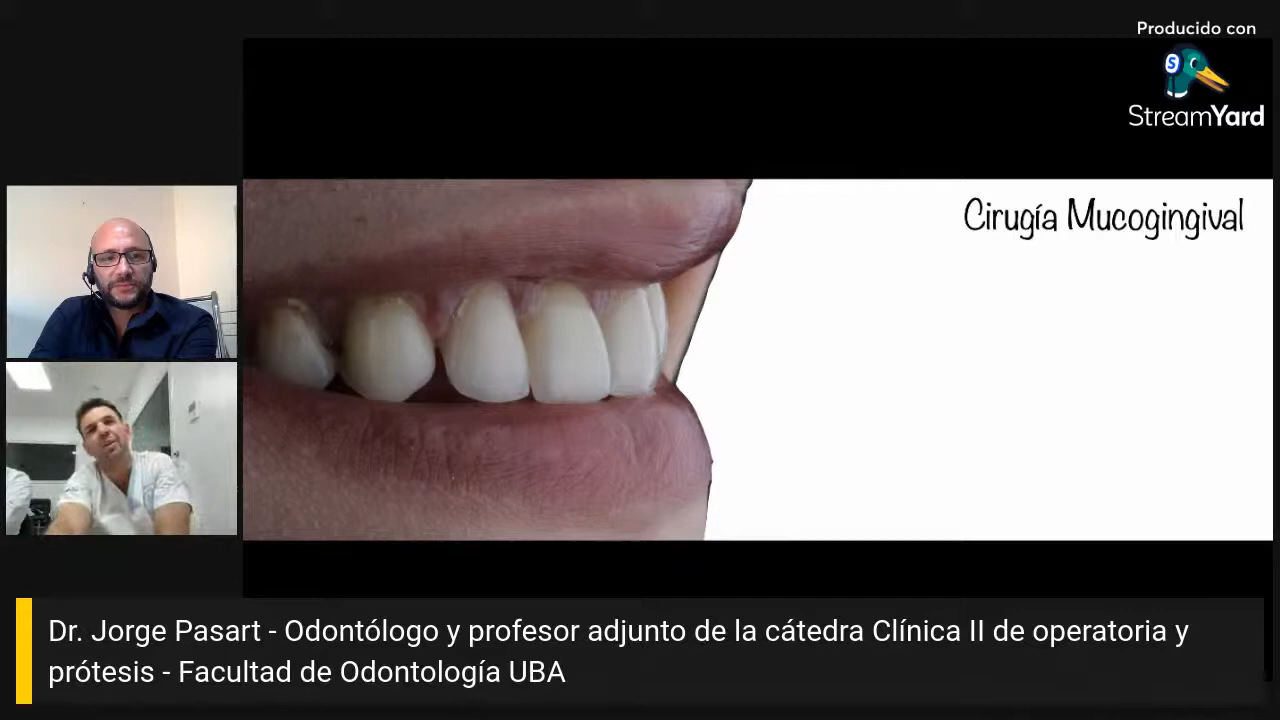 Producido con
StreamYard
Cirugía Mucogingival
Dr. Jorge Pasart - Odontólogo y profesor adjunto de la cátedra Clínica II de operatoria y
prótesis - Facultad de Odontología UBA